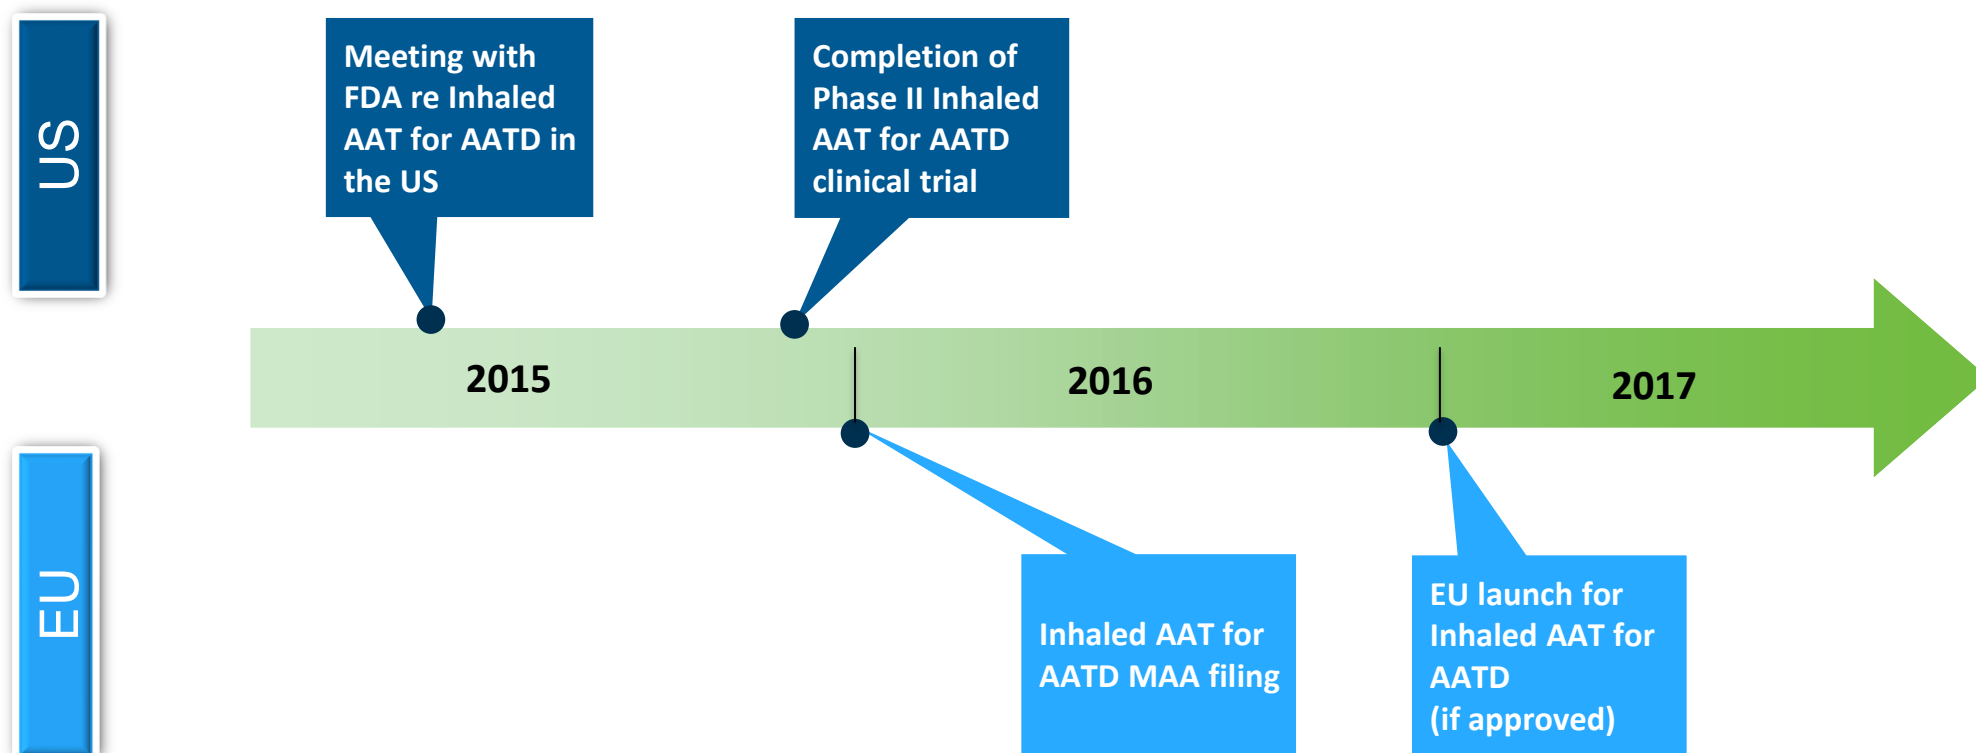 US
Meeting with
FDA re Inhaled
AAT for AATD in
the US
Completion of
Phase II Inhaled
AAT for AATD
clinical trial
2015
2016
2017
EU
Inhaled AAT for
AATD MAA filing
EU launch for
Inhaled AAT for
AATD
(if approved)